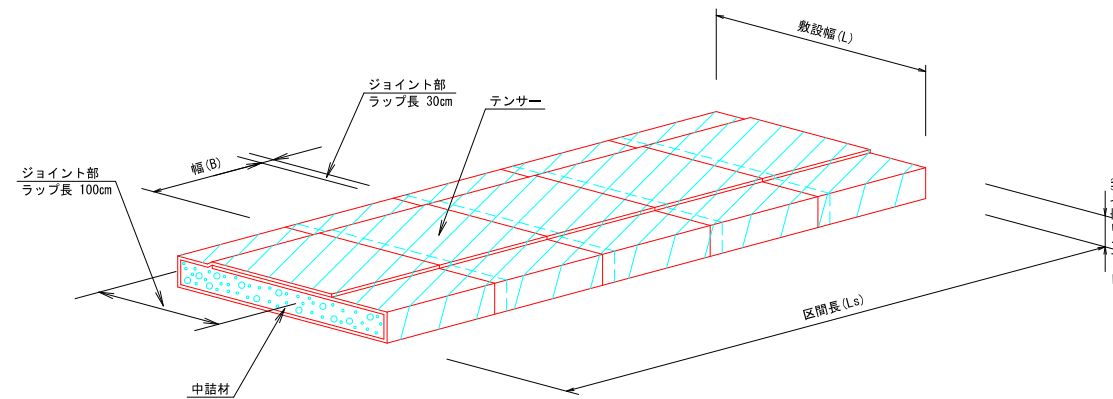 敷設幅(L)
ジョイント部
ラップ長 30cm
テンサー
幅(B)
ジョイント部
ラップ長 100cm
区間長(Ls)
中詰材